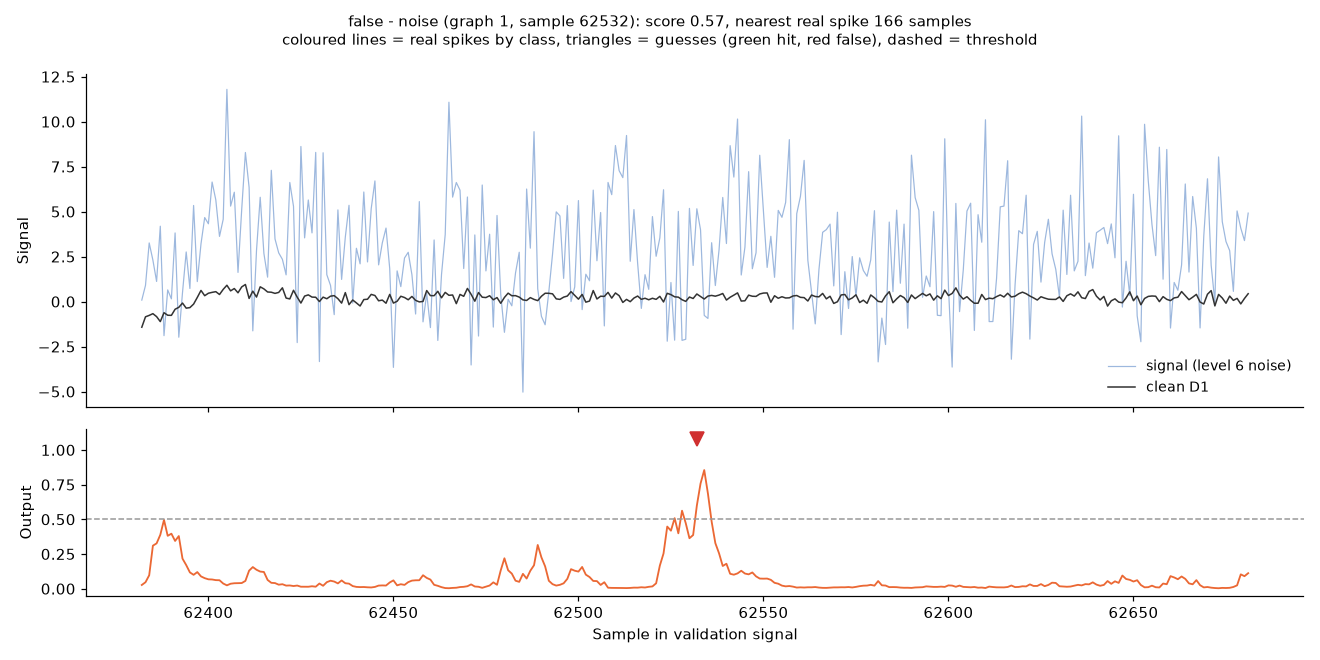 false - noise (graph 1, sample 62532): score 0.57, nearest real spike 166 samples
coloured lines = real spikes by class, triangles = guesses (green hit, red false), dashed = threshold
12.5
10.0
7.5
5.0
2.5
0.0
−2.5
−5.0
Signal
signal (level 6 noise)
clean D1
1.00
0.75
0.50
0.25
0.00
Output
62400 62450 62500 62550 62600 62650
Sample in validation signal